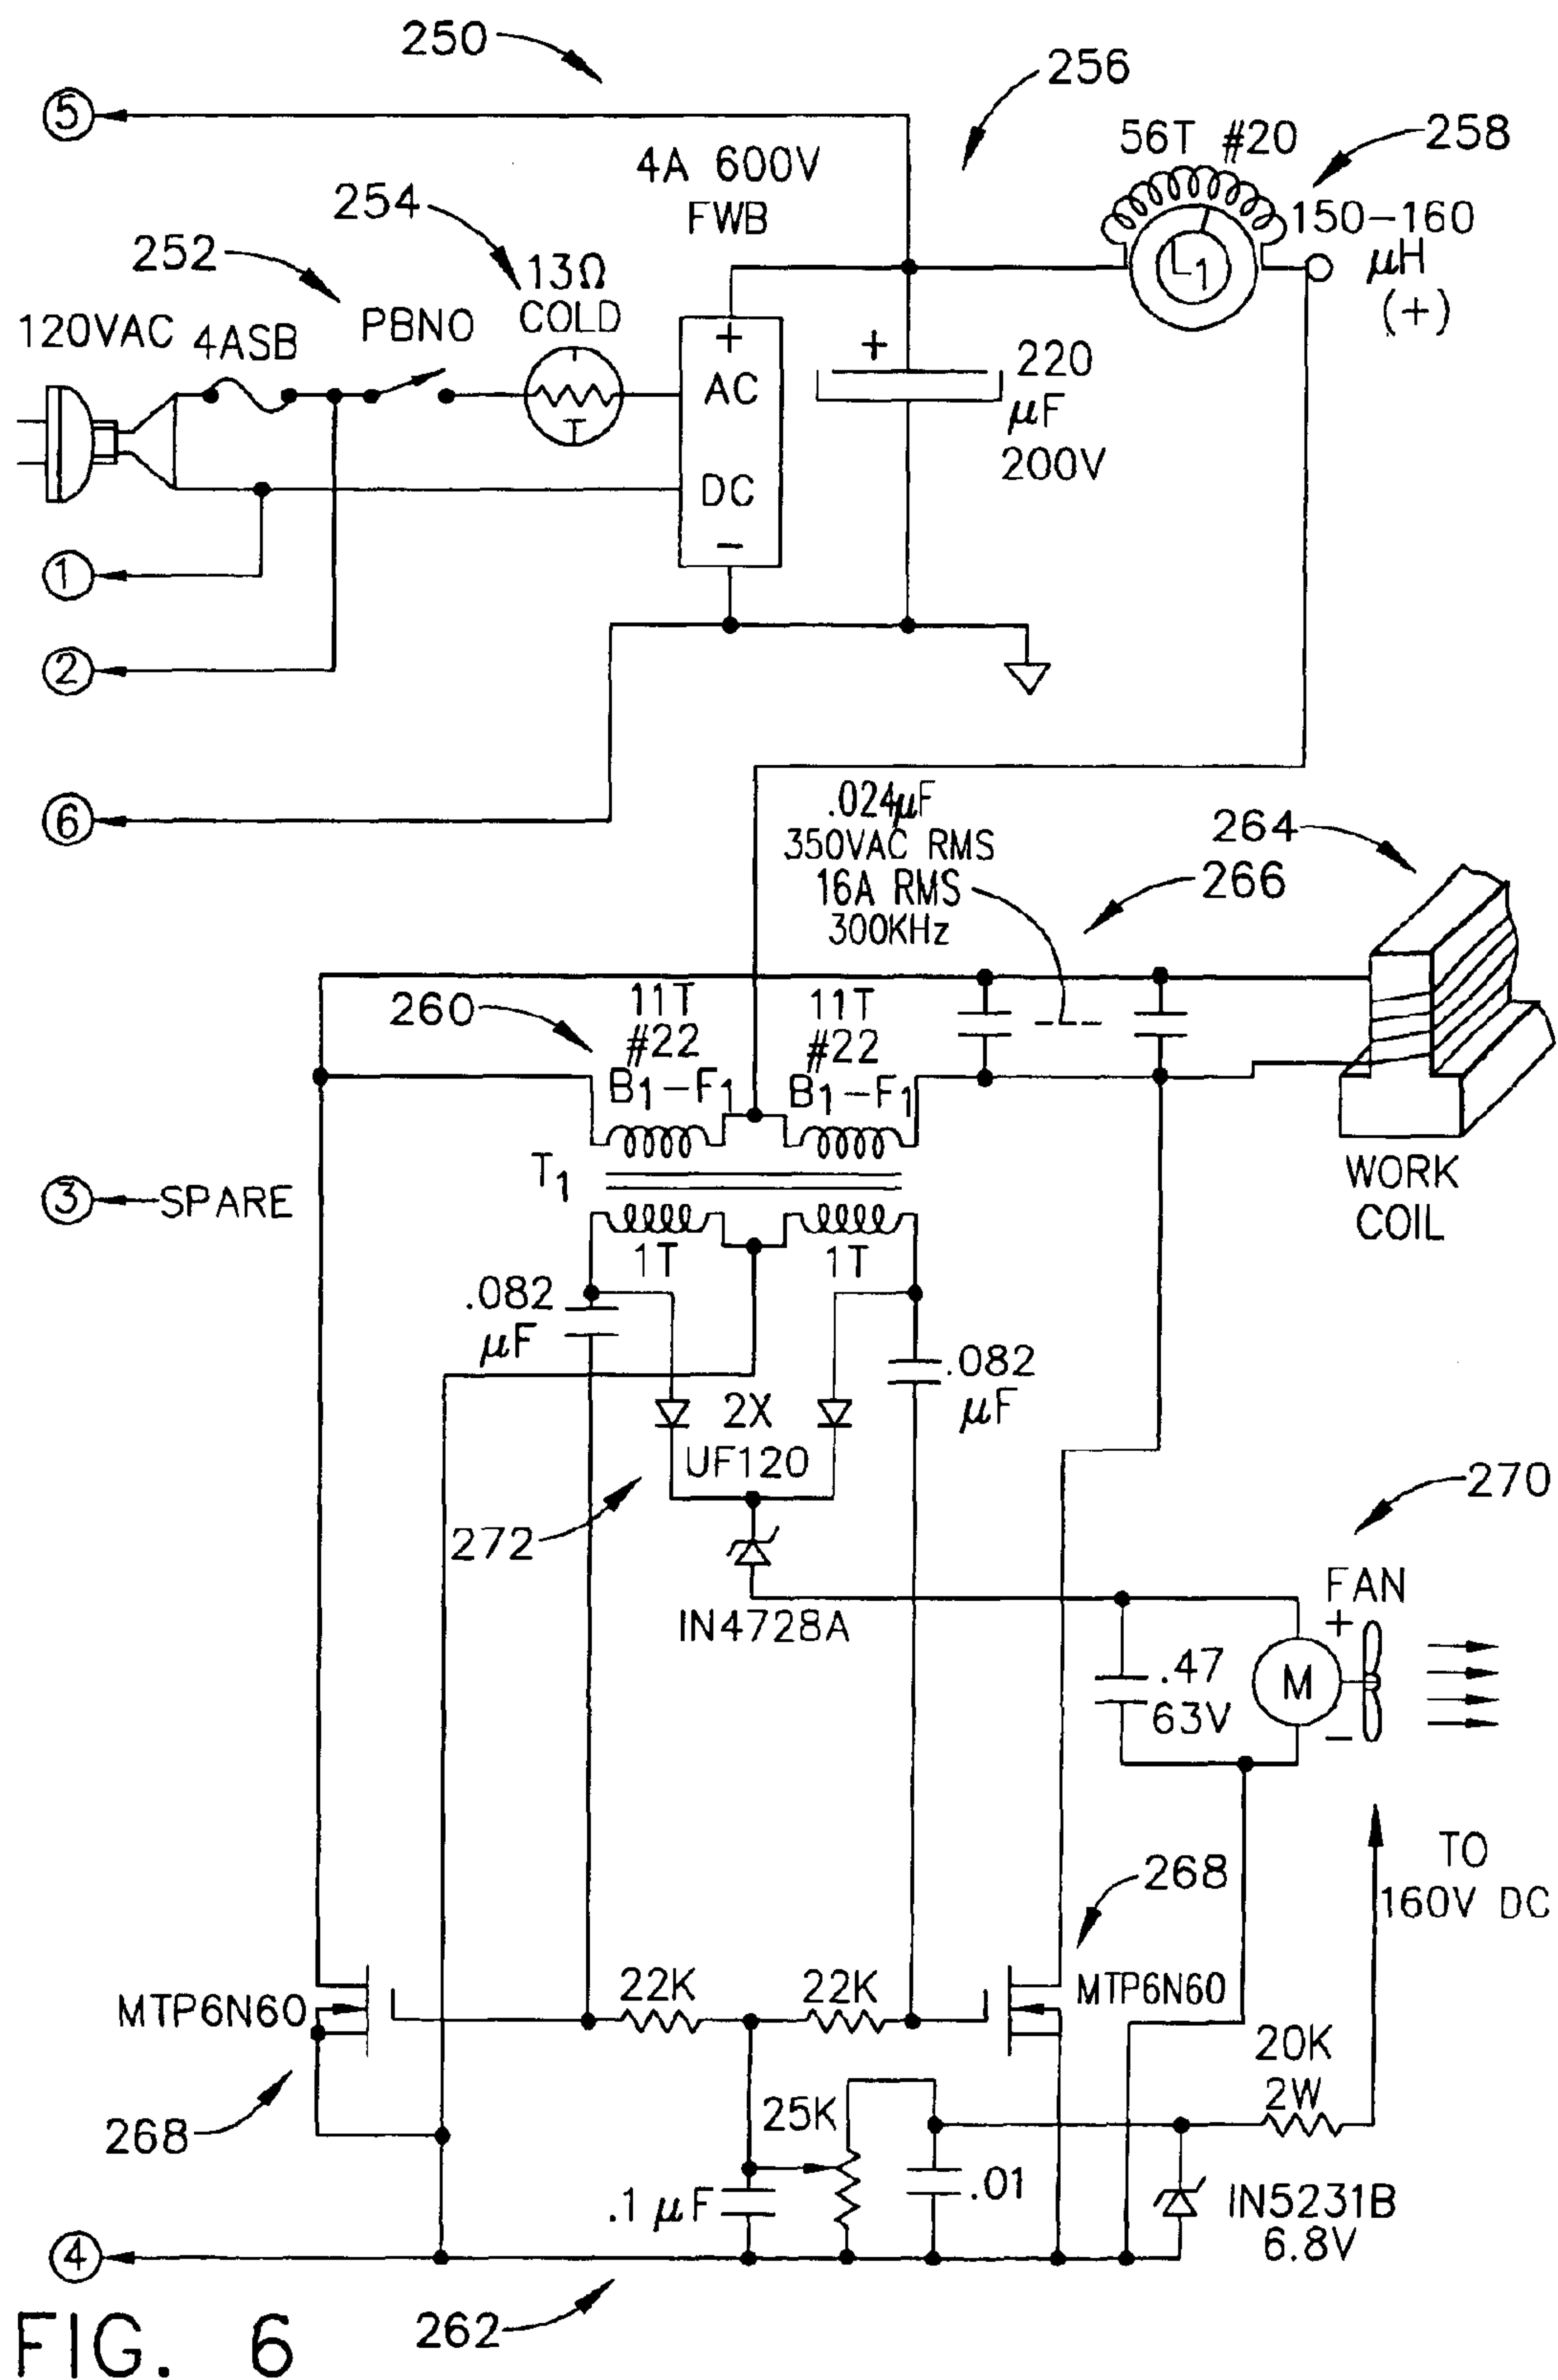 250
256
5
56T #20
258
4A 600V
FWB
254
150-160
μH
(+)
252
13Ω
COLD
L1
120VAC
4ASB
PBNO
T
+
AC
DC
-
+
220
μF
200V
1
2
6
.024μF
350VAC RMS
16A RMS
300KHz
264
266
260
11T
#22
B1-F1
11T
#22
B1-F1
T1
3
SPARE
1T
1T
WORK
COIL
.082
μF
.082
μF
2X
UF120
272
270
IN4728A
FAN
+
M
-
.47
63V
TO
160V DC
268
MTP6N60
22K
22K
MTP6N60
268
20K
2W
25K
.1 μF
.01
IN5231B
6.8V
4
262
FIG. 6